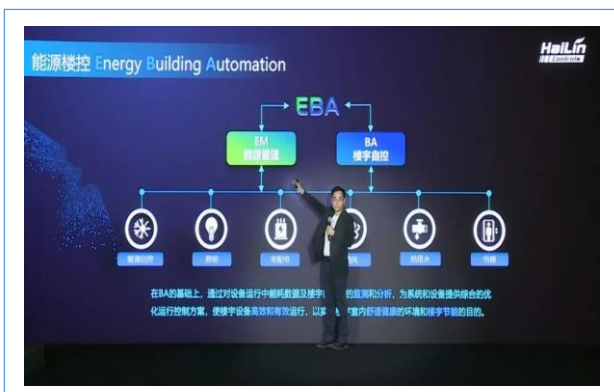 能源楼控 Energy Building Automation
HaiLin
Controls
EBA
EM
能源管理
BA
楼宇自控
暖通空调
照明
变配电
给排水
电梯
在BA的基础上，通过对设备运行中能耗数据及楼宇
的监测和分析，为系统和设备提供综合的优
化运行控制方案，使楼宇设备高效和有效运行，以实
室内舒适健康的环境和楼宇节能的目的。